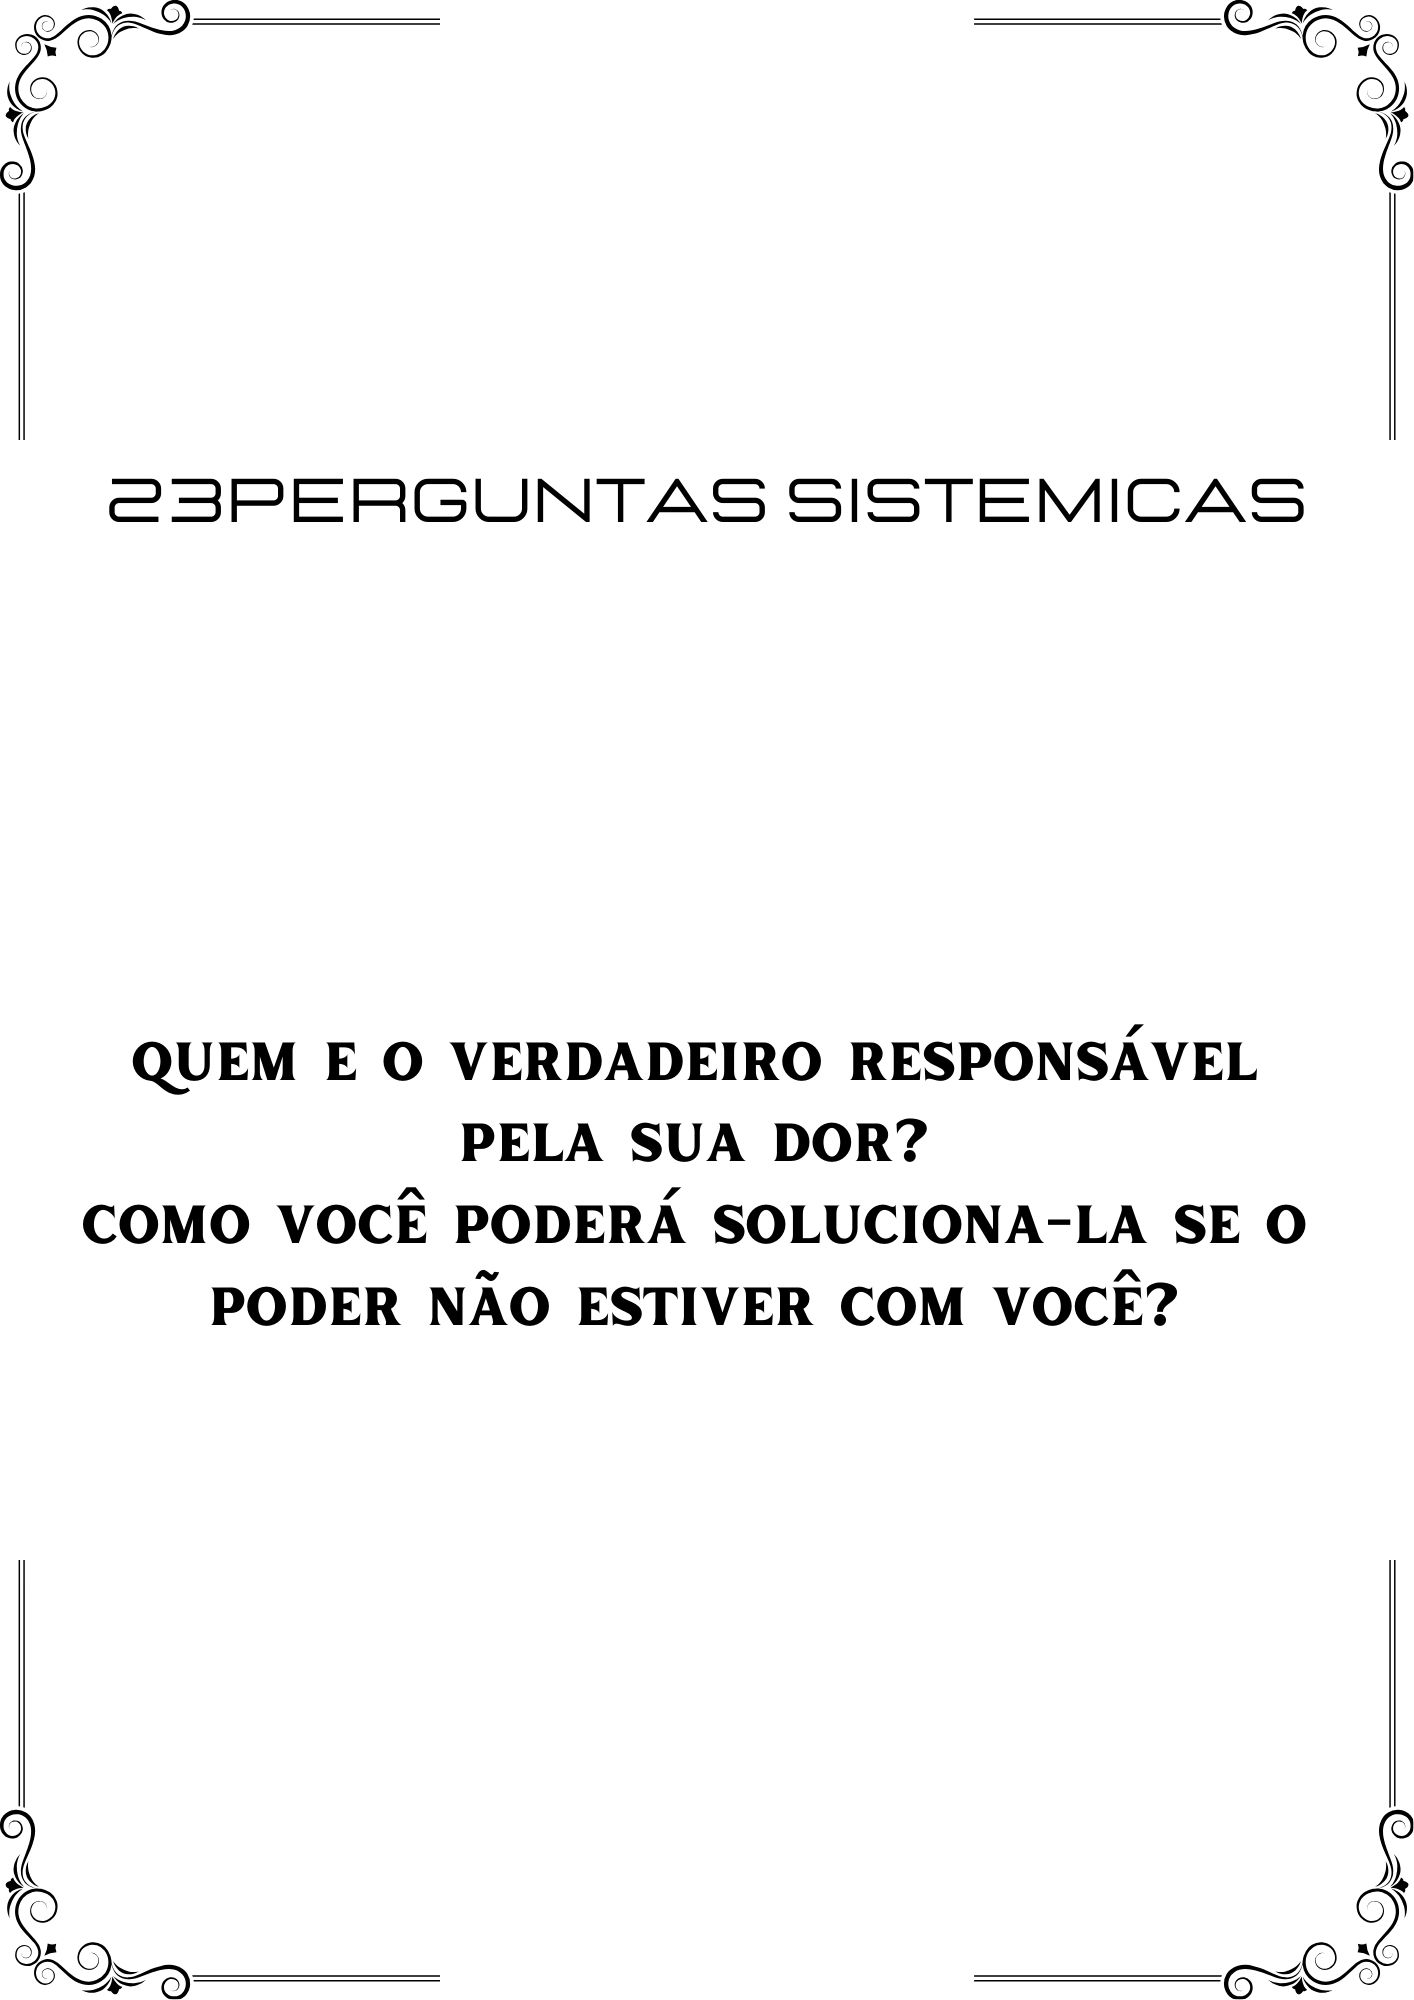 23PERGUNTAS SISTEMICAS
QUEM E O VERDADEIRO RESPONSÁVEL
PELA SUA DOR?
COMO VOCÊ PODERÁ SOLUCIONA-LA SE O
PODER NÃO ESTIVER COM VOCÊ?